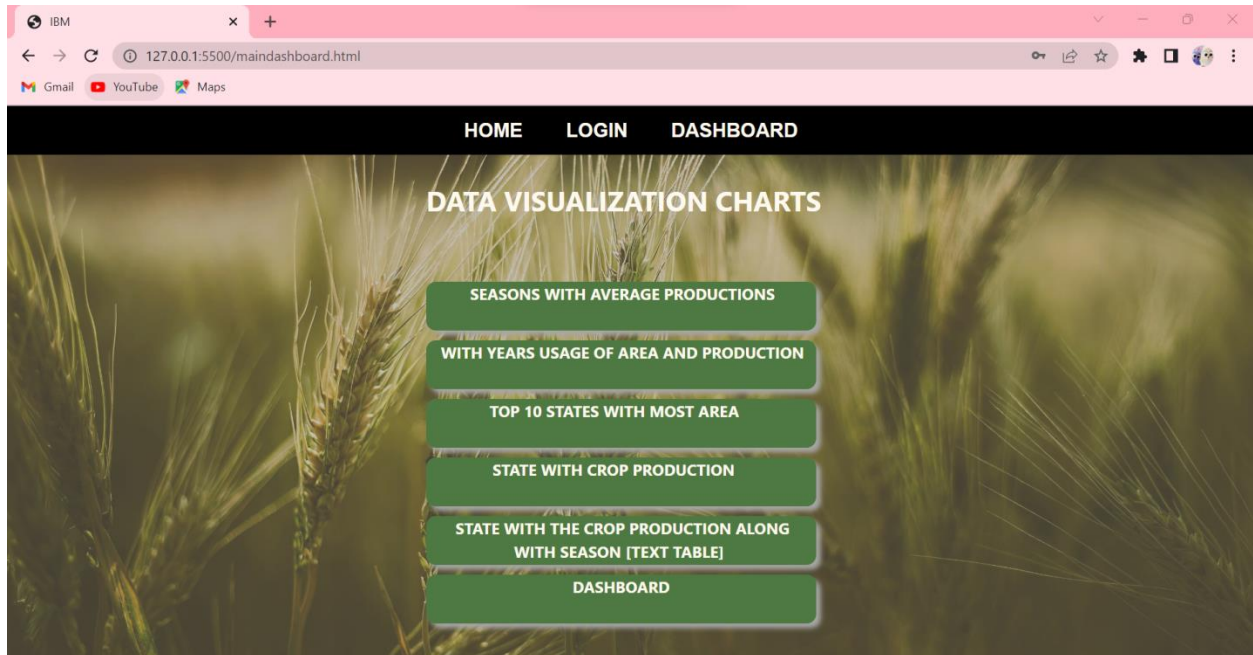 IBM
127.0.0.1:5500/maindashboard.html
Gmail YouTube Maps
HOME LOGIN DASHBOARD
DATA VISUALIZATION CHARTS
SEASONS WITH AVERAGE PRODUCTIONS
WITH YEARS USAGE OF AREA AND PRODUCTION
TOP 10 STATES WITH MOST AREA
STATE WITH CROP PRODUCTION
STATE WITH THE CROP PRODUCTION ALONG
WITH SEASON [TEXT TABLE]
DASHBOARD